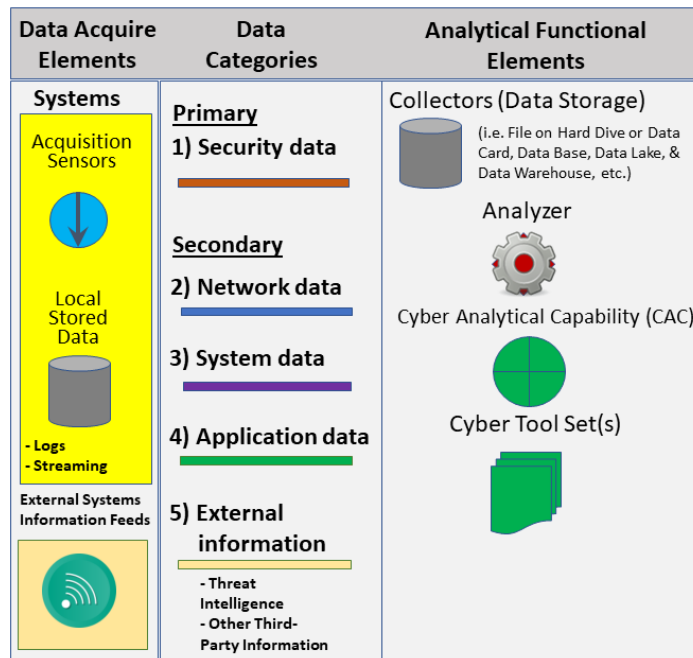 Data Acquire
Elements
Data
Categories
Analytical Functional
Elements
Systems
Acquisition
Sensors
Local
Stored
Data
- Logs
- Streaming
External Systems
Information Feeds
Primary
1) Security data
Secondary
2) Network data
3) System data
4) Application data
5) External
information
- Threat
Intelligence
- Other Third-
Party Information
Collectors (Data Storage)
(i.e. File on Hard Dive or Data
Card, Data Base, Data Lake, &
Data Warehouse, etc.)
Analyzer
Cyber Analytical Capability (CAC)
Cyber Tool Set(s)